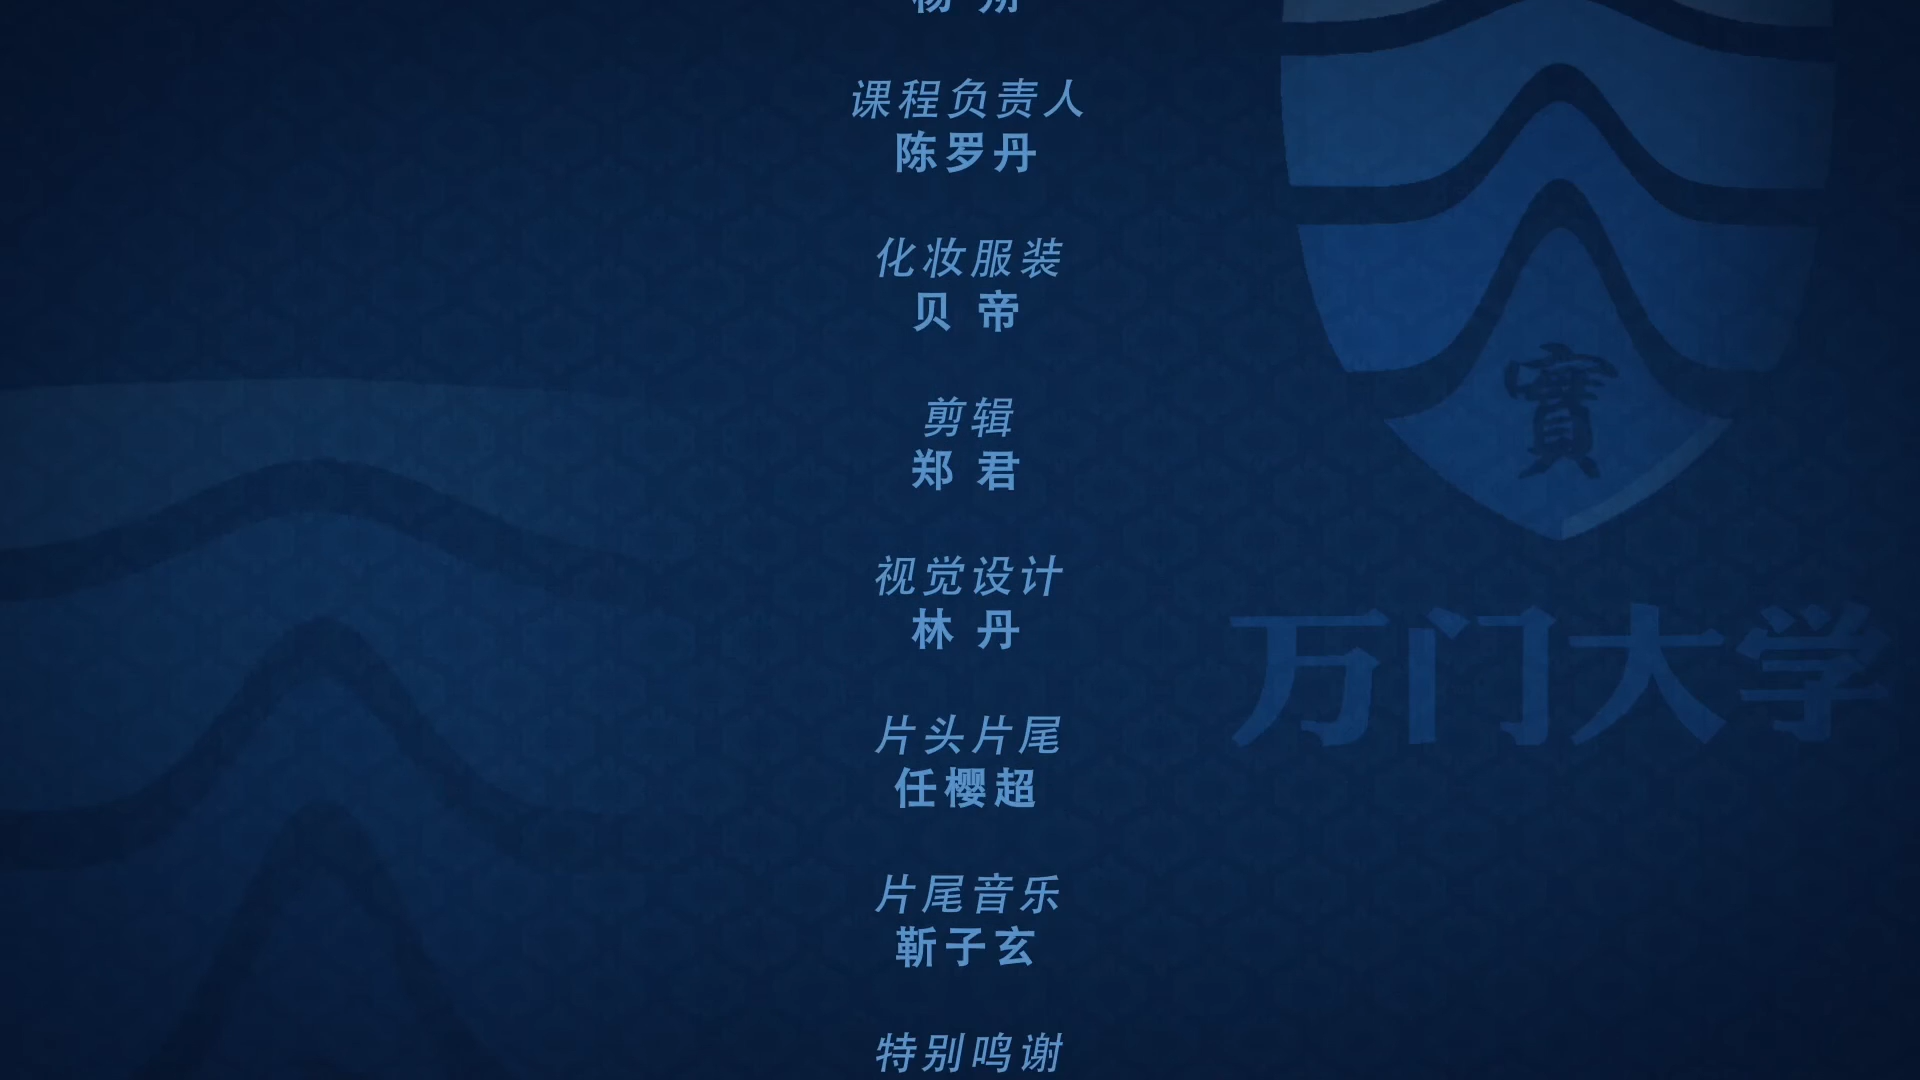 课程负责人
陈罗丹
化妆服装
贝 帝
剪辑
郑 君
视觉设计
林 丹
片头片尾
任樱超
片尾音乐
靳子玄
特别鸣谢
實
万门大学